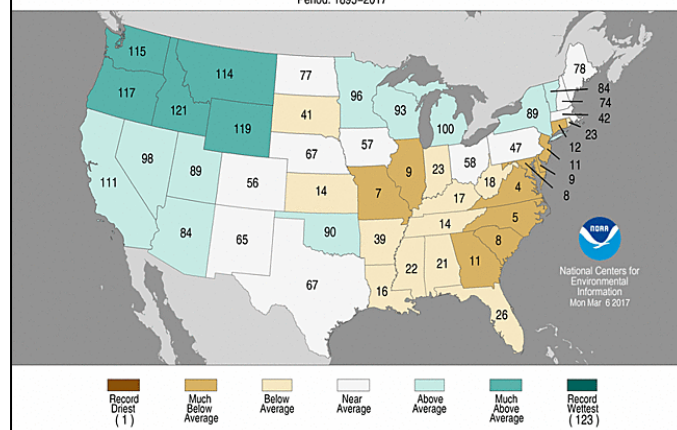 Period: 1895-2017
115
114
77
78
117
121
119
41
96
93
100
89
84
74
42
23
12
11
9
8
111
98
89
56
67
57
9
23
58
47
14
7
17
18
4
84
65
90
39
14
5
8
67
16
22
21
11
26
NOAA
National Centers for
Environmental
Information
Mon Mar 6 2017
Record
Driest
(1)
Much
Below
Average
Below
Average
Near
Average
Above
Average
Much
Above
Average
Record
Wettest
(123)